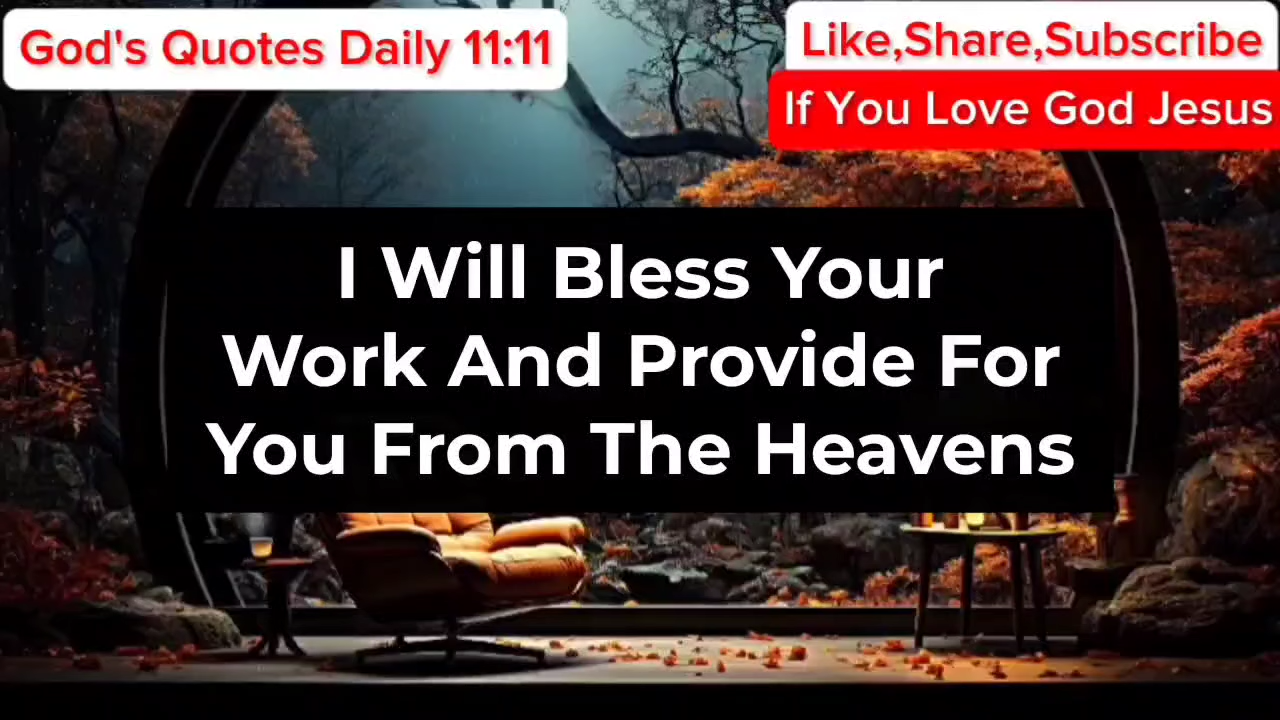 God's Quotes Daily 11:11
Like,Share,Subscribe
If You Love God Jesus
I Will Bless Your
Work And Provide For
You From The Heavens